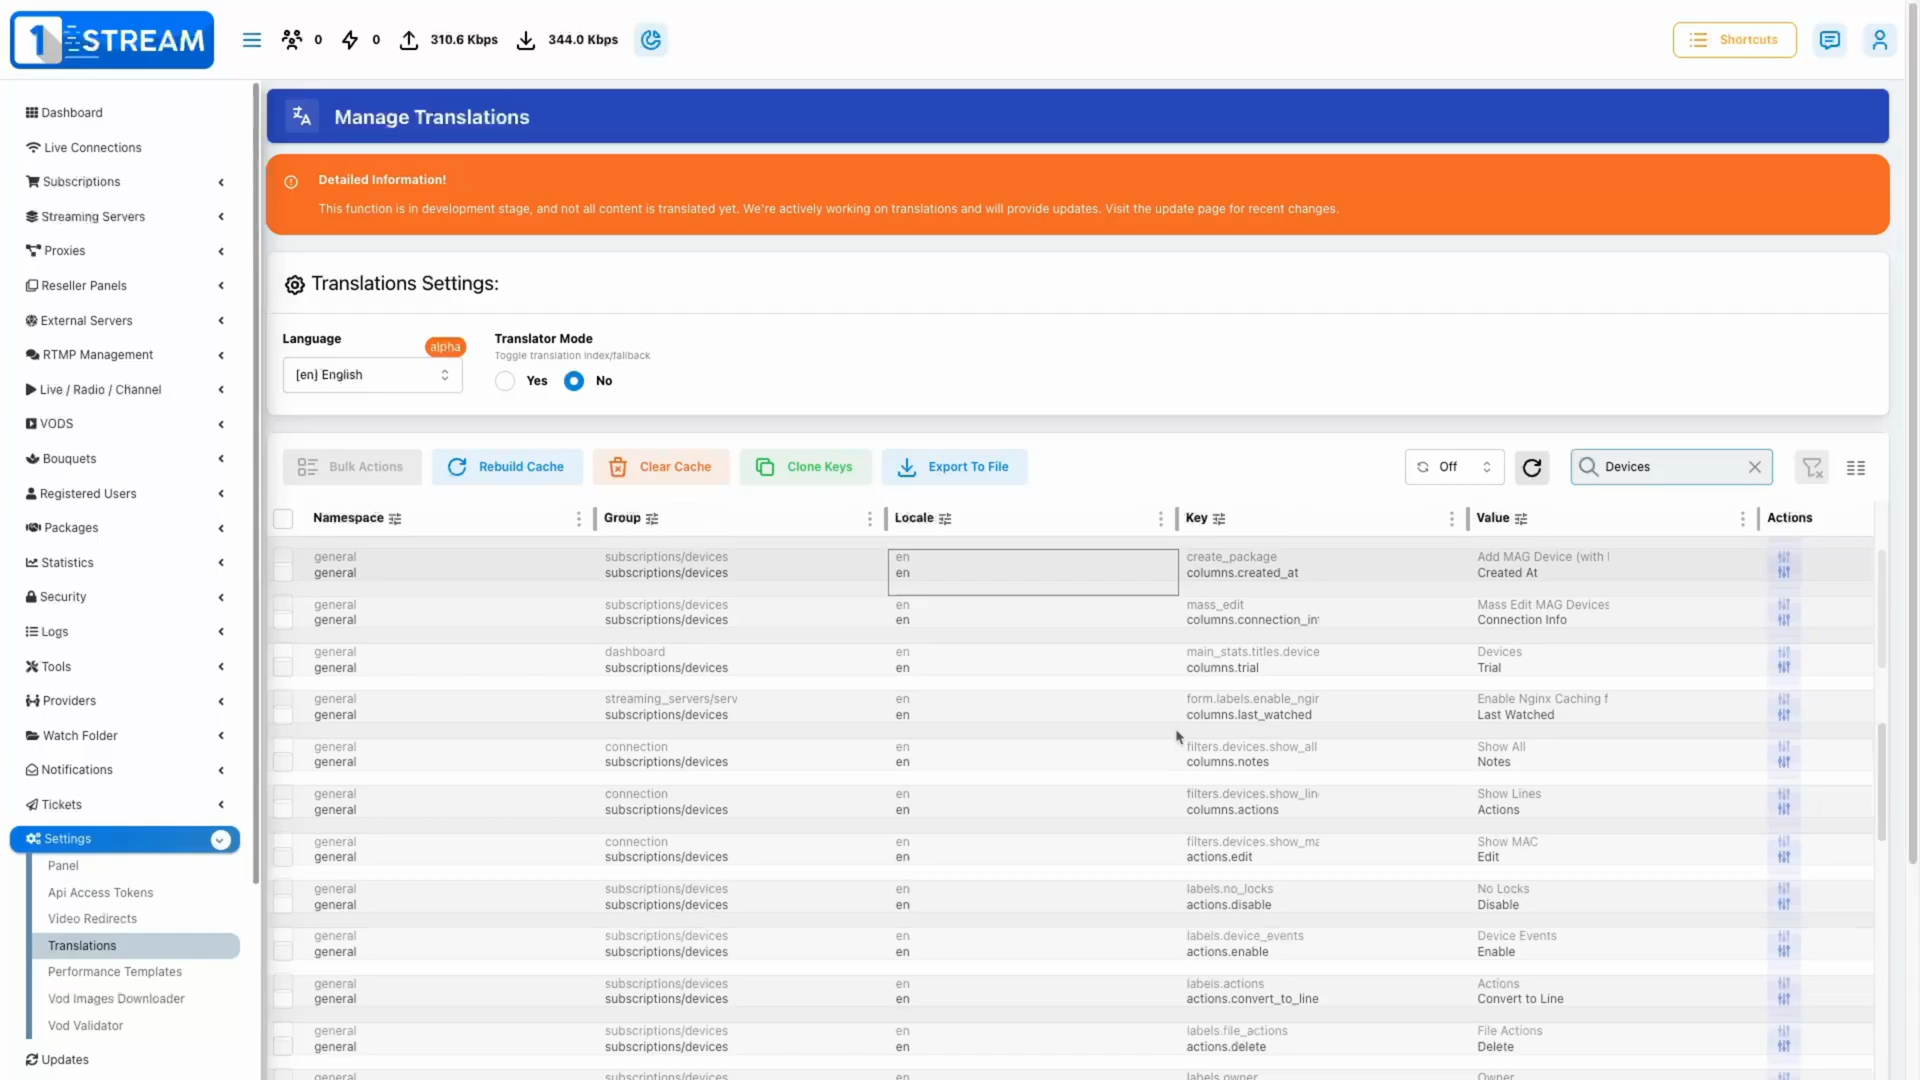 1 STREAM
0
0
310.6 Kbps
344.0 Kbps
Shortcuts
Dashboard
Live Connections
Subscriptions
Streaming Servers
Proxies
Reseller Panels
External Servers
RTMP Management
Live / Radio / Channel
VODS
Bouquets
Registered Users
Packages
Statistics
Security
Logs
Tools
Providers
Watch Folder
Notifications
Tickets
Settings
Panel
Api Access Tokens
Video Redirects
Translations
Performance Templates
Vod Images Downloader
Vod Validator
Updates
Manage Translations
Detailed Information!
This function is in development stage, and not all content is translated yet. We're actively working on translations and will provide updates. Visit the update page for recent changes.
Translations Settings:
Language
alpha
[en] English
Translator Mode
Toggle translation index/fallback
Yes No
Bulk Actions Rebuild Cache Clear Cache Clone Keys Export To File Off Devices
Namespace Group Locale Key Value Actions
general subscriptions/devices en create_package Add MAG Device (with
general subscriptions/devices en columns.created_at Created At
general subscriptions/devices en mass_edit Mass Edit MAG Devices
general subscriptions/devices en columns.connection_in Connection Info
general dashboard en main_stats.titles.device Devices
general subscriptions/devices en columns.trial Trial
general streaming_servers/serv en form.labels.enable_ngir Enable Nginx Caching f
general subscriptions/devices en columns.last_watched Last Watched
general connection en filters.devices.show_all Show All
general subscriptions/devices en columns.notes Notes
general connection en filters.devices.show_lin Show Lines
general subscriptions/devices en columns.actions Actions
general connection en filters.devices.show_ma Show MAC
general subscriptions/devices en actions.edit Edit
general subscriptions/devices en labels.no_locks No Locks
general subscriptions/devices en actions.disable Disable
general subscriptions/devices en labels.device_events Device Events
general subscriptions/devices en actions.enable Enable
general subscriptions/devices en labels.actions Actions
general subscriptions/devices en actions.convert_to_line Convert to Line
general subscriptions/devices en labels.file_actions File Actions
general subscriptions/devices en actions.delete Delete
general subscriptions/devices en labels.owner Owner